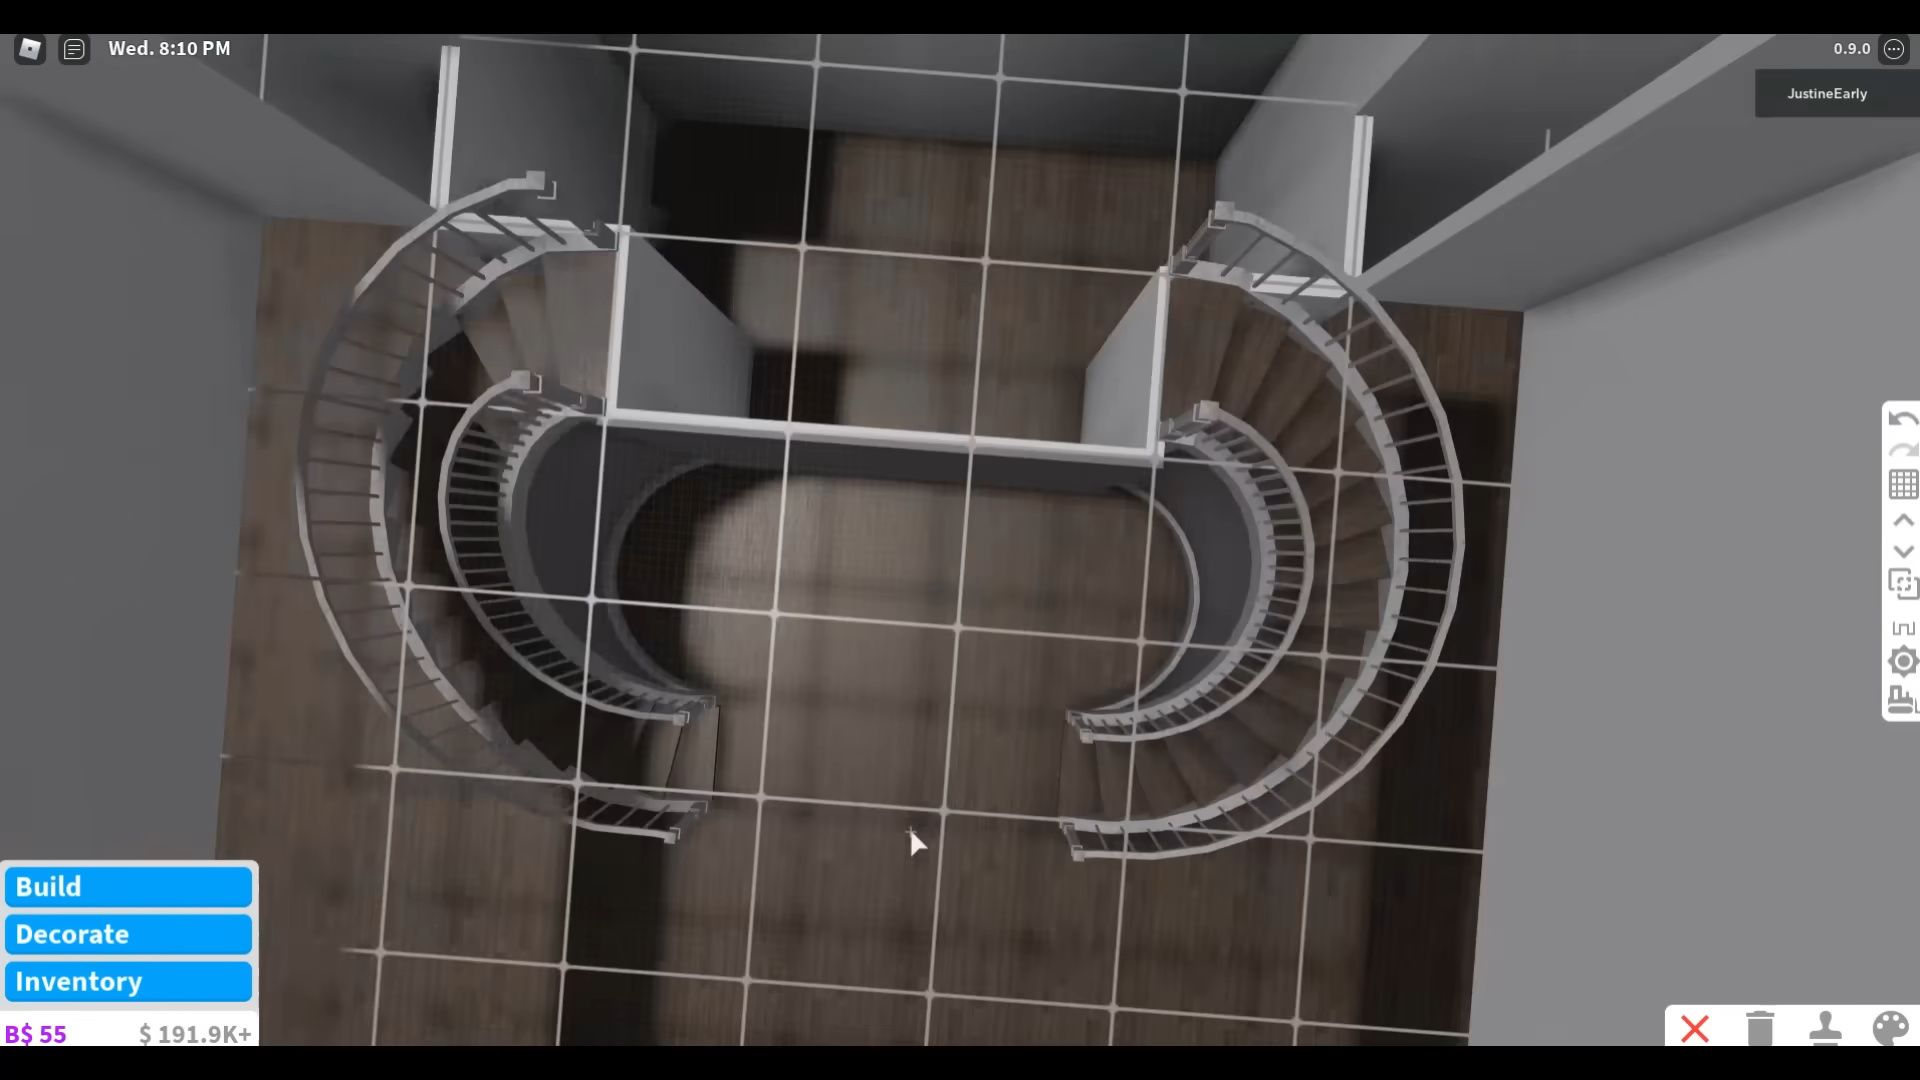 Wed. 8:10 PM
0.9.0
JustineEarly
Build
Decorate
Inventory
B$ 55
$ 191.9K+